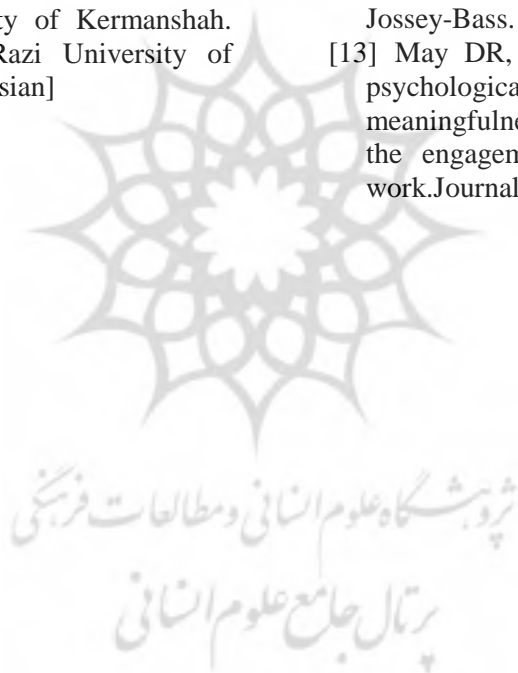 ty of Kermanshah.
Razi University of
sian]
Jossey-Bass.
[13] May DR,
psychologica
meaningfulne
the engagem
work.Journal
پژوهشگاه علوم انسانی و مطالعات فرهنگی
پرتال جامع علوم انسانی